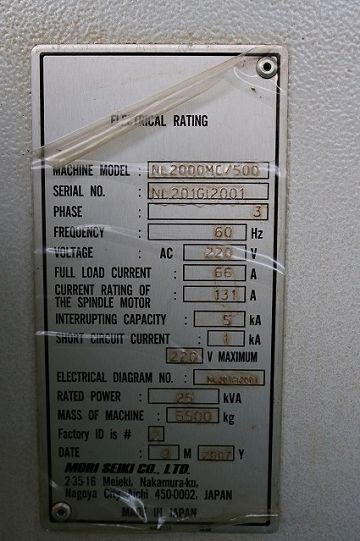 ELECTRICAL RATING
MACHINE MODEL : NL2000MC/500
SERIAL NO. : NL201GI2001
PHASE : 3
FREQUENCY : 60 Hz
VOLTAGE : AC 220 V
FULL LOAD CURRENT : 66 A
CURRENT RATING OF
THE SPINDLE MOTOR : 131 A
INTERRUPTING CAPACITY : 5 kA
SHORT CIRCUIT CURRENT : 1 kA
220 V MAXIMUM
ELECTRICAL DIAGRAM NO. : NL201GI2001
RATED POWER : 25 kVA
MASS OF MACHINE : 5500 kg
Factory ID is # 2
DATE : 9 M 2007 Y
MORI SEIKI CO., LTD.
2-35-16 Meieki, Nakamura-ku,
Nagoya City, Aichi 450-0002, JAPAN
MADE IN JAPAN